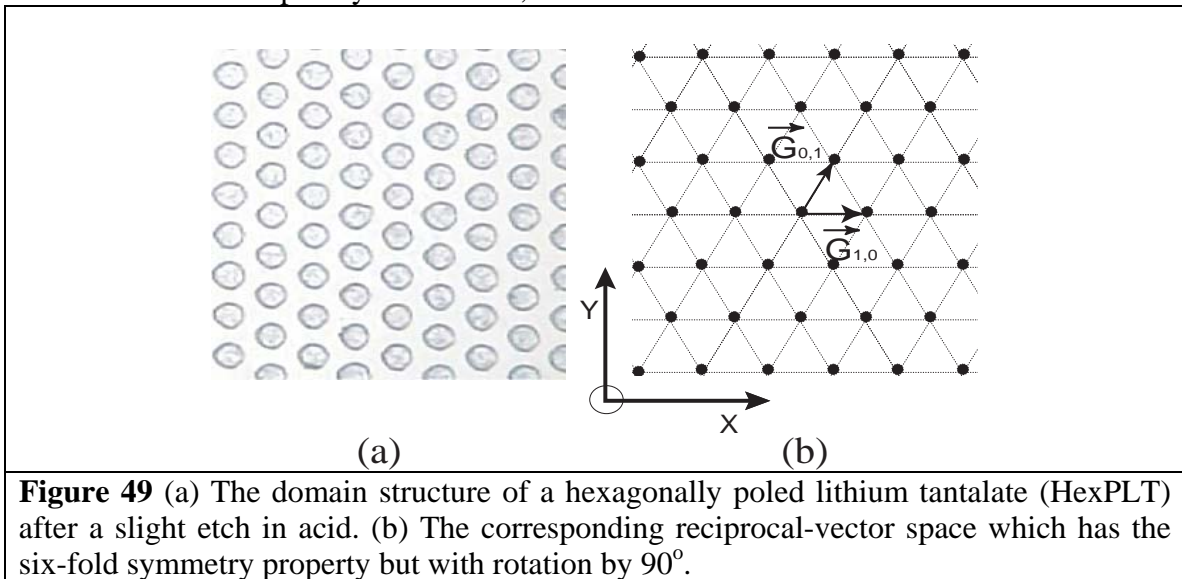 G₀,₁
G₁,₀
Y
X
(a) (b)
Figure 49 (a) The domain structure of a hexagonally poled lithium tantalate (HexPLT)
after a slight etch in acid. (b) The corresponding reciprocal-vector space which has the
six-fold symmetry property but with rotation by 90°.